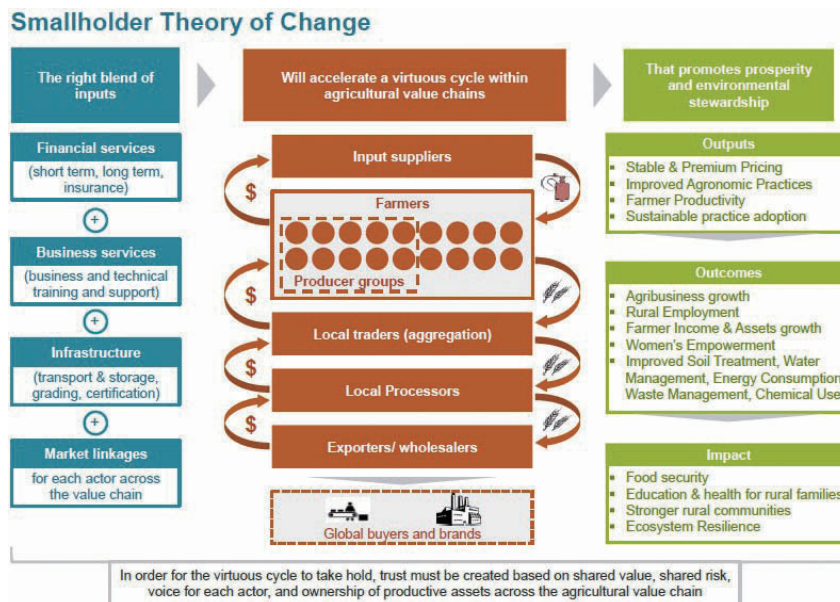 Smallholder Theory of Change
The right blend of
inputs
Will accelerate a virtuous cycle within
agricultural value chains
That promotes prosperity
and environmental
stewardship
Financial services
(short term, long term,
insurance)
+
Business services
(business and technical
training and support)
+
Infrastructure
(transport & storage,
grading, certification)
+
Market linkages
for each actor across
the value chain
Input suppliers
$
Farmers
Producer groups
$
Local traders (aggregation)
$
Local Processors
$
Exporters/ wholesalers
Global buyers and brands
Outputs
▪ Stable & Premium Pricing
▪ Improved Agronomic Practices
▪ Farmer Productivity
▪ Sustainable practice adoption
Outcomes
▪ Agribusiness growth
▪ Rural Employment
▪ Farmer Income & Assets growth
▪ Women's Empowerment
▪ Improved Soil Treatment, Water
Management, Energy Consumption
Waste Management, Chemical Use
Impact
▪ Food security
▪ Education & health for rural families
▪ Stronger rural communities
▪ Ecosystem Resilience
In order for the virtuous cycle to take hold, trust must be created based on shared value, shared risk,
voice for each actor, and ownership of productive assets across the agricultural value chain